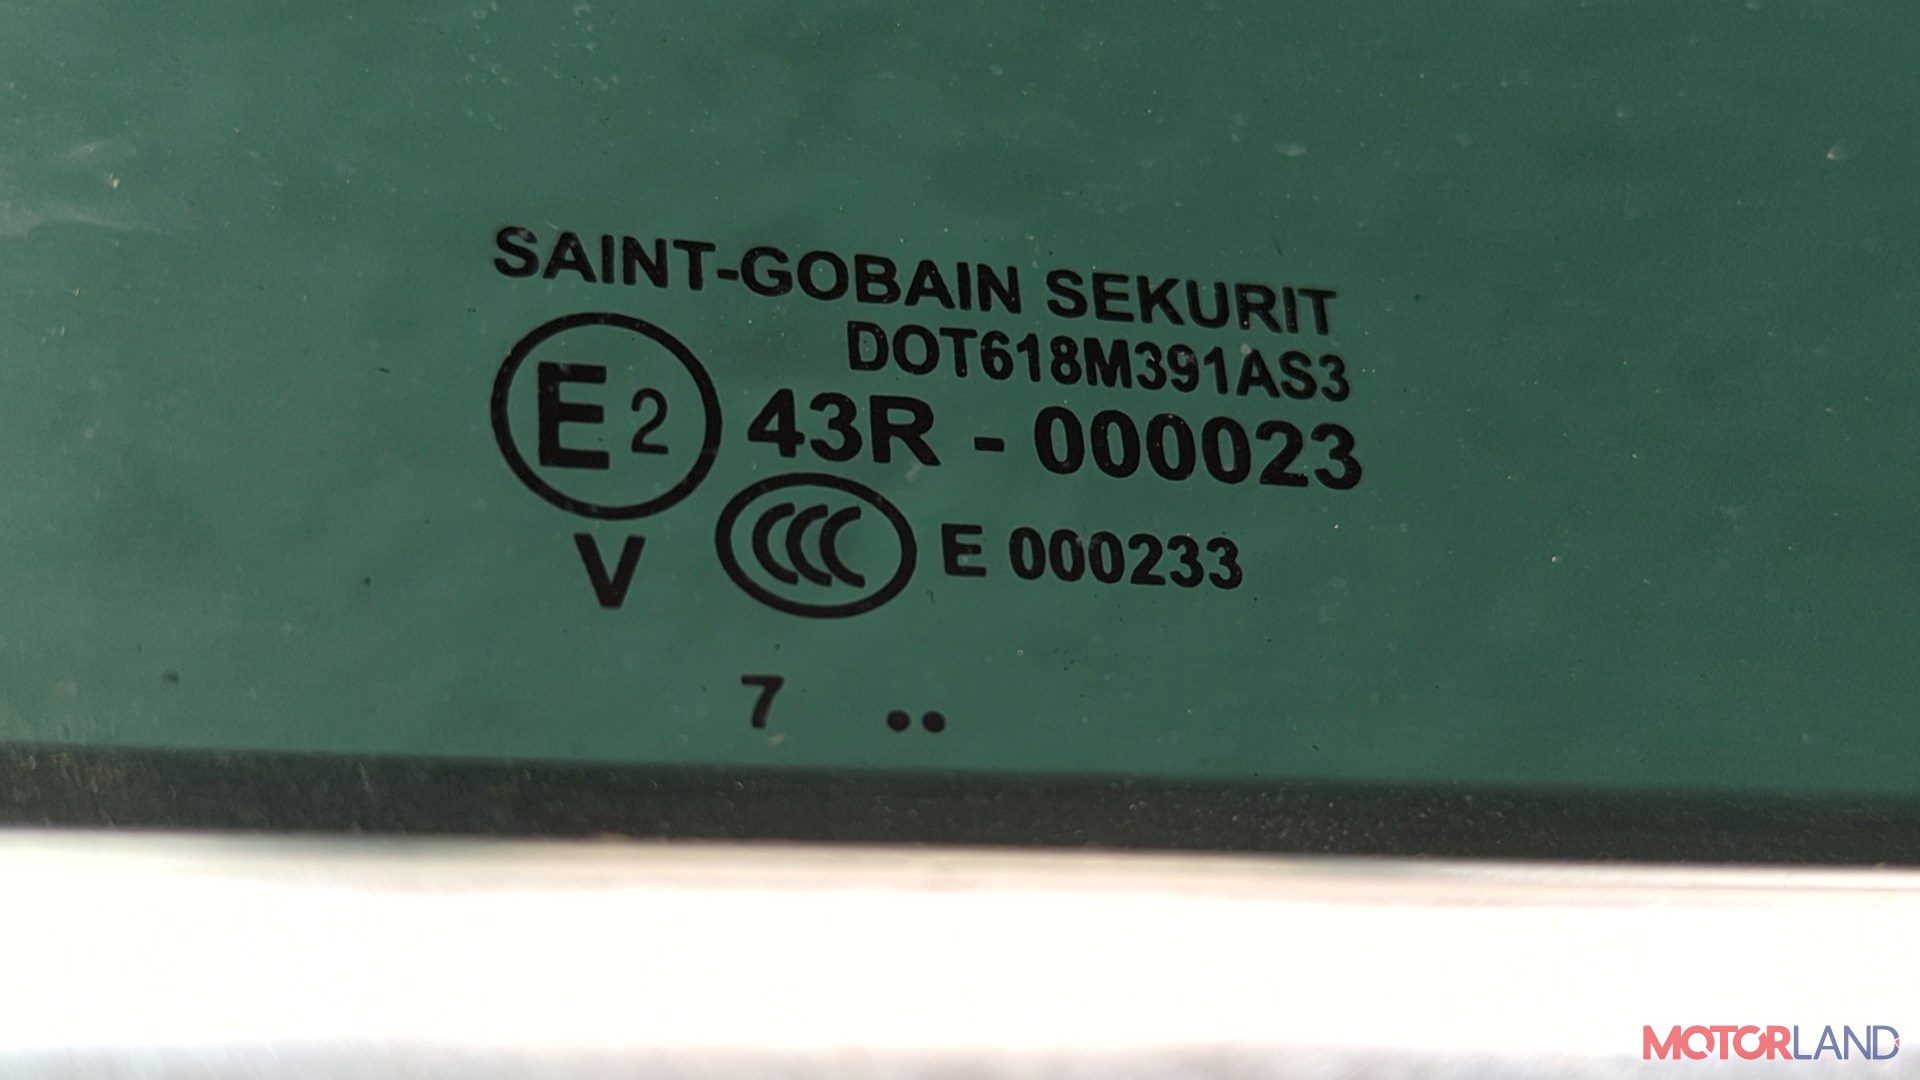 SAINT-GOBAIN SEKURIT
DOT618M391AS3
E2 43R - 000023
V CCC E 000233
7 ..
MOTORLAND